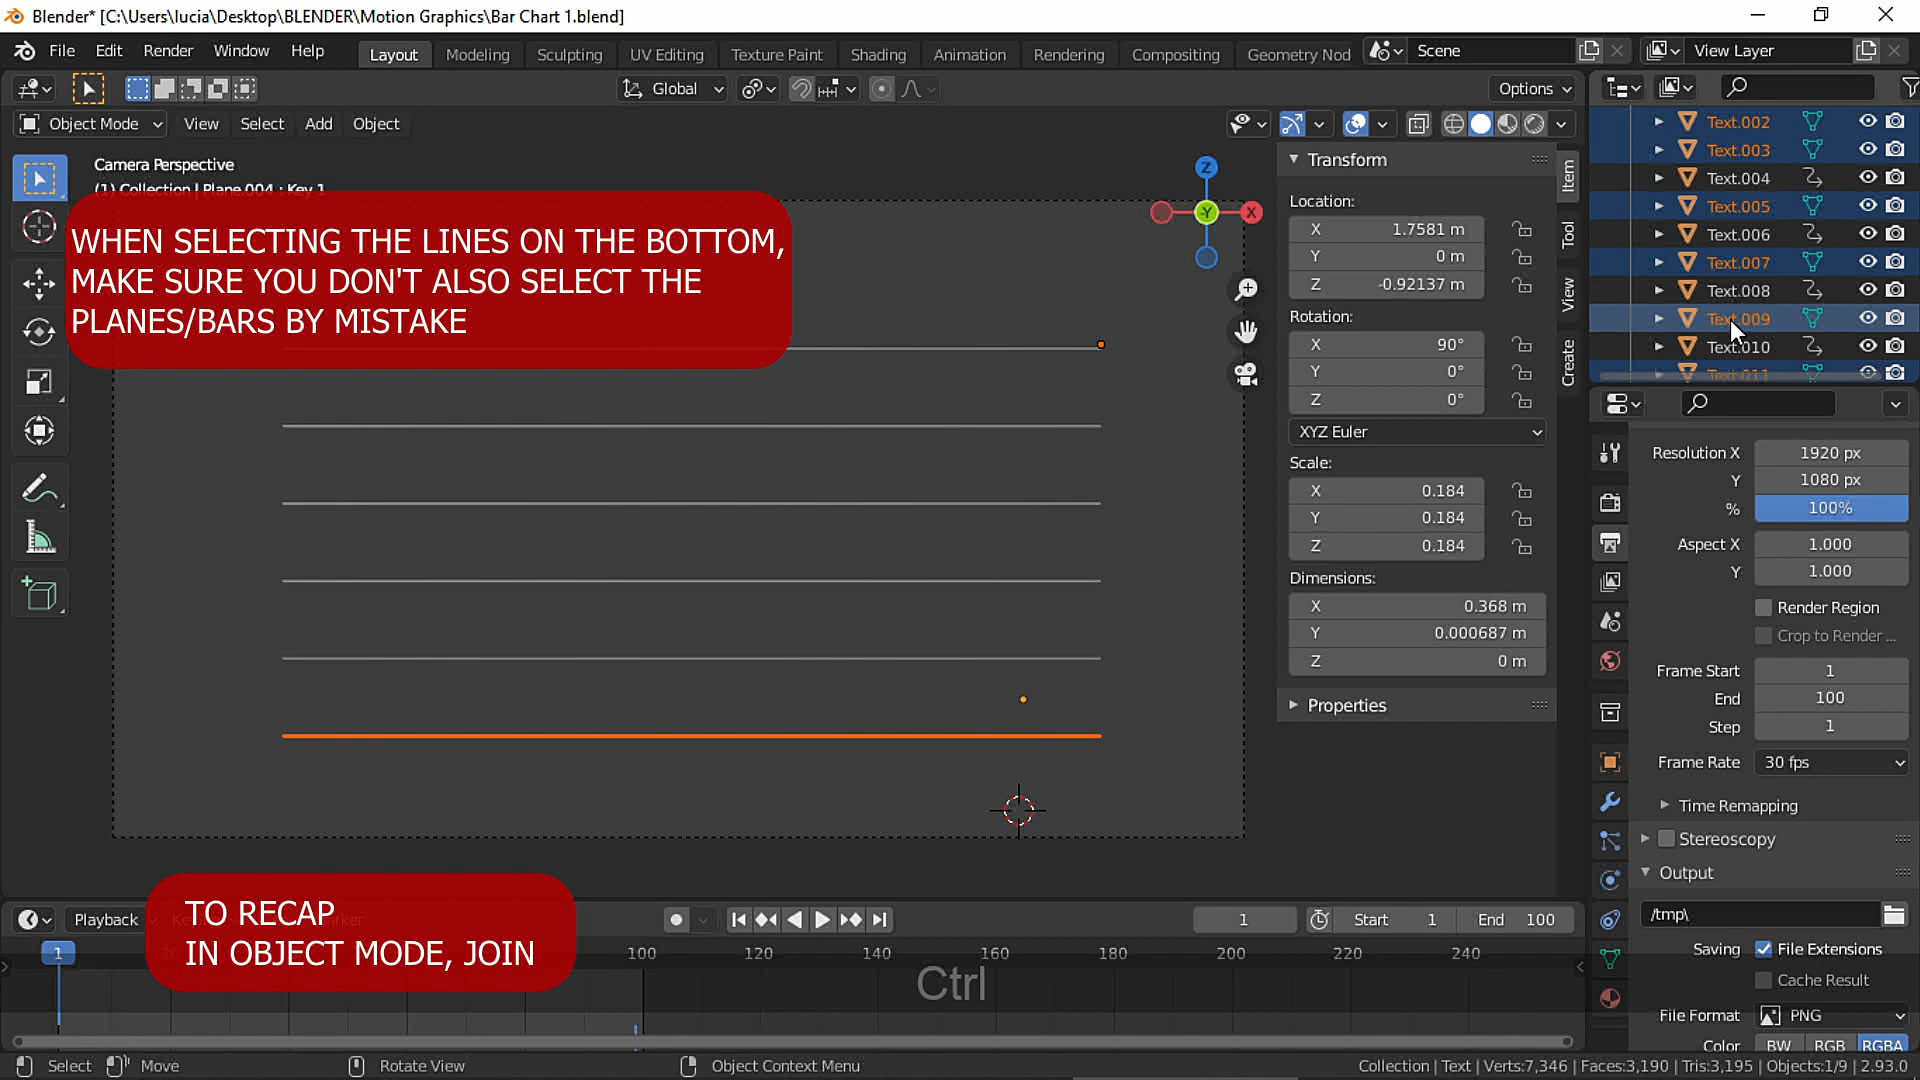 Blender* [C:\Users\lucia\Desktop\BLENDER\Motion Graphics\Bar Chart 1.blend]
File Edit Render Window Help Layout Modeling Sculpting UV Editing Texture Paint Shading Animation Rendering Compositing Geometry Nod Scene View Layer
Global Options
Object Mode View Select Add Object
Camera Perspective
(1) Collection | Plane.004 : Key 1
WHEN SELECTING THE LINES ON THE BOTTOM,
MAKE SURE YOU DON'T ALSO SELECT THE
PLANES/BARS BY MISTAKE
Z
-Y
X
Transform
Location:
X 1.7581 m
Y 0 m
Z -0.92137 m
Rotation:
X 90°
Y 0°
Z 0°
XYZ Euler
Scale:
X 0.184
Y 0.184
Z 0.184
Dimensions:
X 0.368 m
Y 0.000687 m
Z 0 m
Properties
Item
Tool
View
Create
Text.002
Text.003
Text.004
Text.005
Text.006
Text.007
Text.008
Text.009
Text.010
Text.011
Resolution X 1920 px
Y 1080 px
% 100%
Aspect X 1.000
Y 1.000
Render Region
Crop to Render ...
Frame Start 1
End 100
Step 1
Frame Rate 30 fps
Time Remapping
Stereoscopy
Output
/tmp\
Saving File Extensions
Cache Result
File Format PNG
Color BW RGB RGBA
Playback 1 Start 1 End 100
TO RECAP
IN OBJECT MODE, JOIN
1 100 120 140 160 180 200 220 240
Ctrl
Select Move Rotate View Object Context Menu Collection | Text | Verts:7,346 | Faces:3,190 | Tris:3,195 | Objects:1/9 | 2.93.0